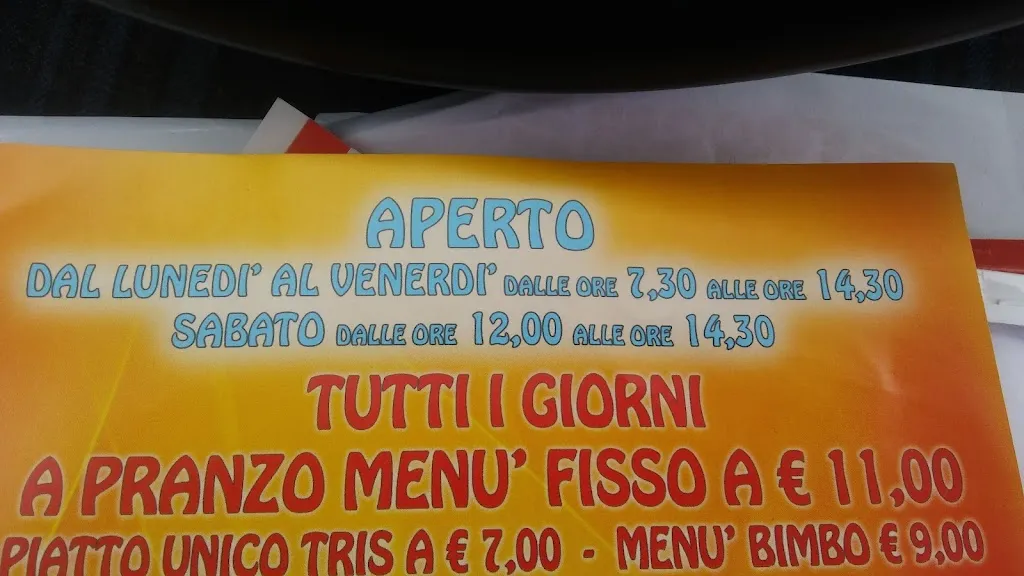 APERTO
DAL LUNEDI' AL VENERDI' DALLE ORE 7,30 ALLE ORE 14,30
SABATO DALLE ORE 12,00 ALLE ORE 14,30
TUTTI I GIORNI
A PRANZO MENU' FISSO A € 11,00
PIATTO UNICO TRIS A € 7,00 - MENU' BIMBO € 9,00